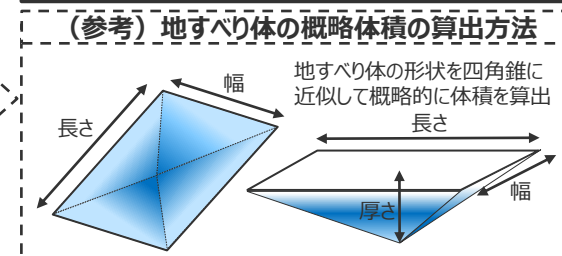 （参考）地すべり体の概略体積の算出方法
地すべり体の形状を四角錐に
近似して概略的に体積を算出
幅
長さ
長さ
幅
厚さ